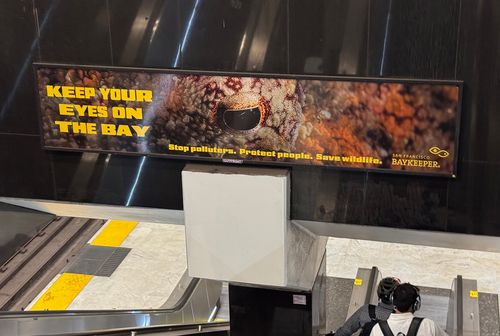 KEEP YOUR
EYES ON
THE BAY
Stop polluters. Protect people. Save wildlife.
SAN FRANCISCO
BAYKEEPER.